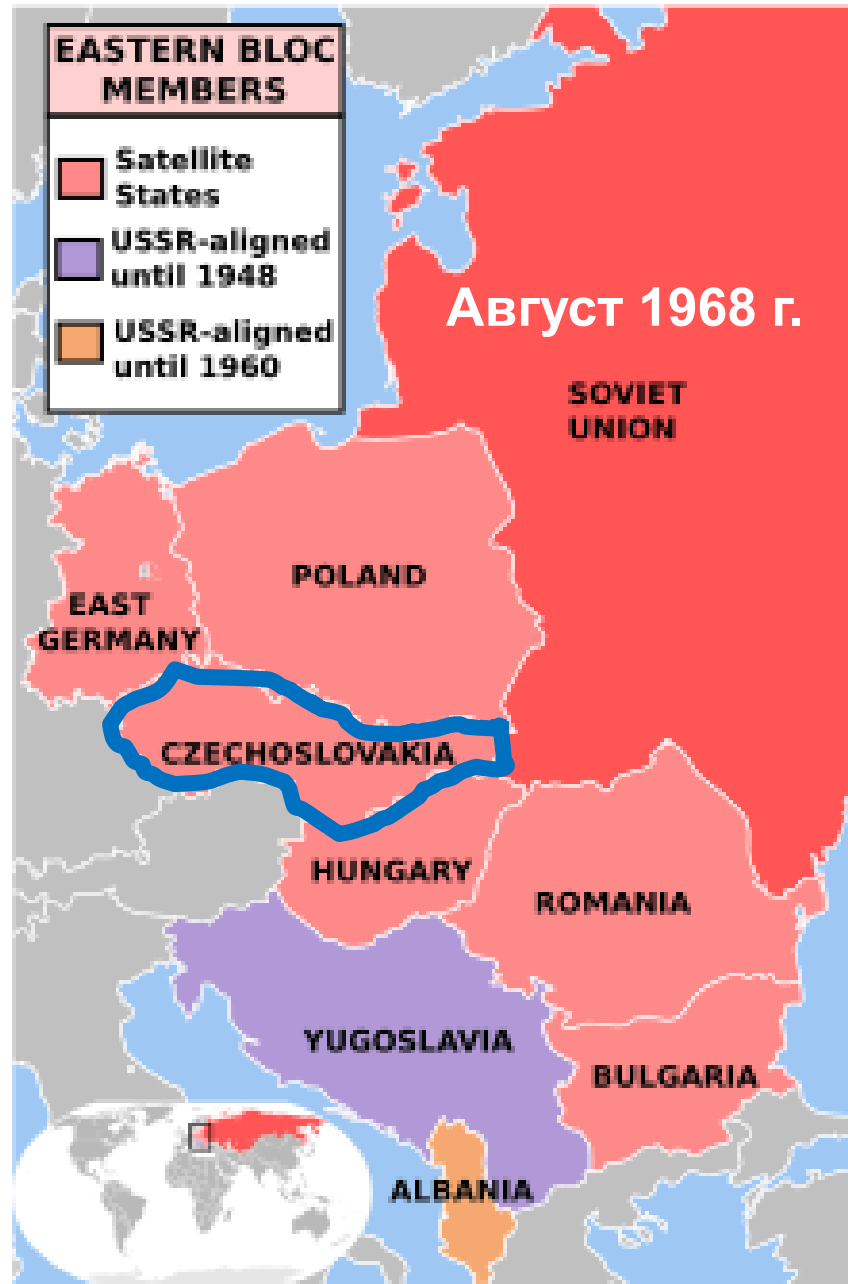 EASTERN BLOC
MEMBERS
Satellite
States
USSR-aligned
until 1948
USSR-aligned
until 1960
Август 1968 г.
SOVIET
UNION
POLAND
EAST
GERMANY
CZECHOSLOVAKIA
HUNGARY
ROMANIA
YUGOSLAVIA
BULGARIA
ALBANIA